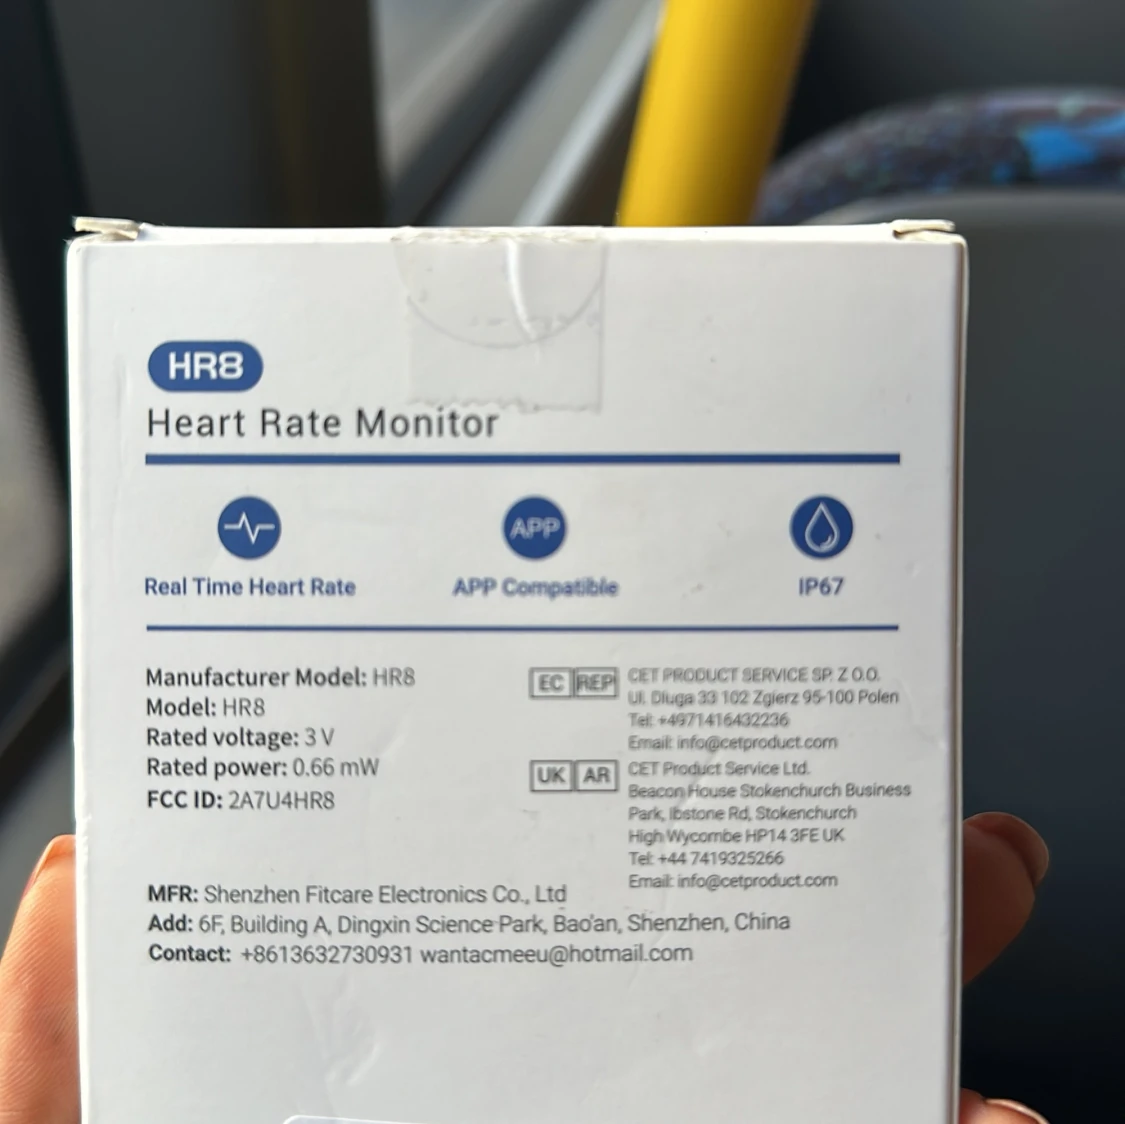 HR8
Heart Rate Monitor
APP
Real Time Heart Rate
APP Compatible
IP67
Manufacturer Model: HR8
Model: HR8
Rated voltage: 3 V
Rated power: 0.66 mW
FCC ID: 2A7U4HR8
EC REP
CET PRODUCT SERVICE SP. Z O.O.
Ul. Dluga 33 102 Zgierz 95-100 Polen
Tel: +4971416432236
Email: info@cetproduct.com
UK AR
CET Product Service Ltd.
Beacon House Stokenchurch Business
Park, Ibstone Rd, Stokenchurch
High Wycombe HP14 3FE UK
Tel: +44 7419325266
Email: info@cetproduct.com
MFR: Shenzhen Fitcare Electronics Co., Ltd
Add: 6F, Building A, Dingxin Science Park, Bao'an, Shenzhen, China
Contact: +8613632730931 wantacmeeu@hotmail.com